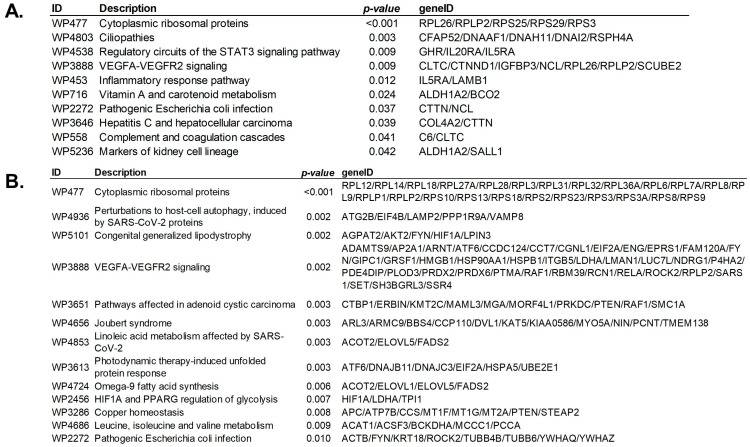 A.
ID Description p-value geneID
WP477 Cytoplasmic ribosomal proteins <0.001 RPL26/RPLP2/RPS25/RPS29/RPS3
WP4803 Ciliopathies 0.003 CFAP52/DNAAF1/DNAH11/DNAI2/RSPH4A
WP4538 Regulatory circuits of the STAT3 signaling pathway 0.009 GHR/IL20RA/IL5RA
WP3888 VEGFA-VEGFR2 signaling 0.009 CLTC/CTNND1/IGFBP3/NCL/RPL26/RPLP2/SCUBE2
WP453 Inflammatory response pathway 0.012 IL5RA/LAMB1
WP716 Vitamin A and carotenoid metabolism 0.024 ALDH1A2/BCO2
WP2272 Pathogenic Escherichia coli infection 0.037 CTTN/NCL
WP3646 Hepatitis C and hepatocellular carcinoma 0.039 COL4A2/CTTN
WP558 Complement and coagulation cascades 0.041 C6/CLTC
WP5236 Markers of kidney cell lineage 0.042 ALDH1A2/SALL1
B.
ID Description p-value geneID
WP477 Cytoplasmic ribosomal proteins <0.001 RPL12/RPL14/RPL18/RPL27A/RPL28/RPL3/RPL31/RPL32/RPL36A/RPL6/RPL7A/RPL8/RPL9/RPLP1/RPLP2/RPS10/RPS13/RPS18/RPS2/RPS23/RPS3/RPS3A/RPS8/RPS9
WP4936 Perturbations to host-cell autophagy, induced by SARS-CoV-2 proteins 0.002 ATG2B/EIF4B/LAMP2/PPP1R9A/VAMP8
WP5101 Congenital generalized lipodystrophy 0.002 AGPAT2/AKT2/FYN/HIF1A/LPIN3
WP3888 VEGFA-VEGFR2 signaling 0.002 ADAMTS9/AP2A1/ARNT/ATF6/CCDC124/CCT7/CGNL1/EIF2A/ENG/EPRS1/FAM120A/FYN/GIPC1/GRSF1/HMGB1/HSP90AA1/HSPB1/ITGB5/LDHA/LMAN1/LUC7L/NDRG1/P4HA2/PDE4DIP/PLOD3/PRDX2/PRDX6/PTMA/RAF1/RBM39/RCN1/RELA/ROCK2/RPLP2/SARS1/SET/SH3BGRL3/SSR4
WP3651 Pathways affected in adenoid cystic carcinoma 0.003 CTBP1/ERBIN/KMT2C/MAML3/MGA/MORF4L1/PRKDC/PTEN/RAF1/SMC1A
WP4656 Joubert syndrome 0.003 ARL3/ARMC9/BBS4/CCP110/DVL1/KAT5/KIAA0586/MYO5A/NIN/PCNT/TMEM138
WP4853 Linoleic acid metabolism affected by SARS-CoV-2 0.003 ACOT2/ELOVL5/FADS2
WP3613 Photodynamic therapy-induced unfolded protein response 0.003 ATF6/DNAJB11/DNAJC3/EIF2A/HSPA5/UBE2E1
WP4724 Omega-9 fatty acid synthesis 0.006 ACOT2/ELOVL1/ELOVL5/FADS2
WP2456 HIF1A and PPARG regulation of glycolysis 0.007 HIF1A/LDHA/TPI1
WP3286 Copper homeostasis 0.008 APC/ATP7B/CCS/MT1F/MT1G/MT2A/PTEN/STEAP2
WP4686 Leucine, isoleucine and valine metabolism 0.009 ACAT1/ACSF3/BCKDHA/MCCC1/PCCA
WP2272 Pathogenic Escherichia coli infection 0.010 ACTB/FYN/KRT18/ROCK2/TUBB4B/TUBB6/YWHAQ/YWHAZ